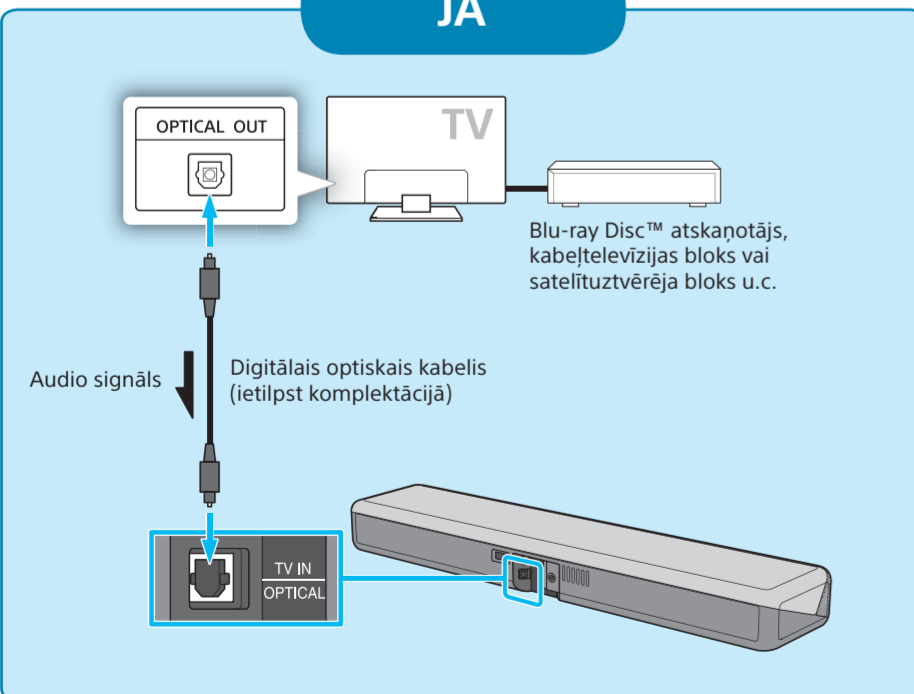 JĀ
OPTICAL OUT
TV
Blu-ray Disc™ atskaņotājs,
kabeļtelevīzijas bloks vai
satelītuztvērēja bloks u.c.
Audio signāls
Digitālais optiskais kabelis
(ietilpst komplektācijā)
TV IN
OPTICAL